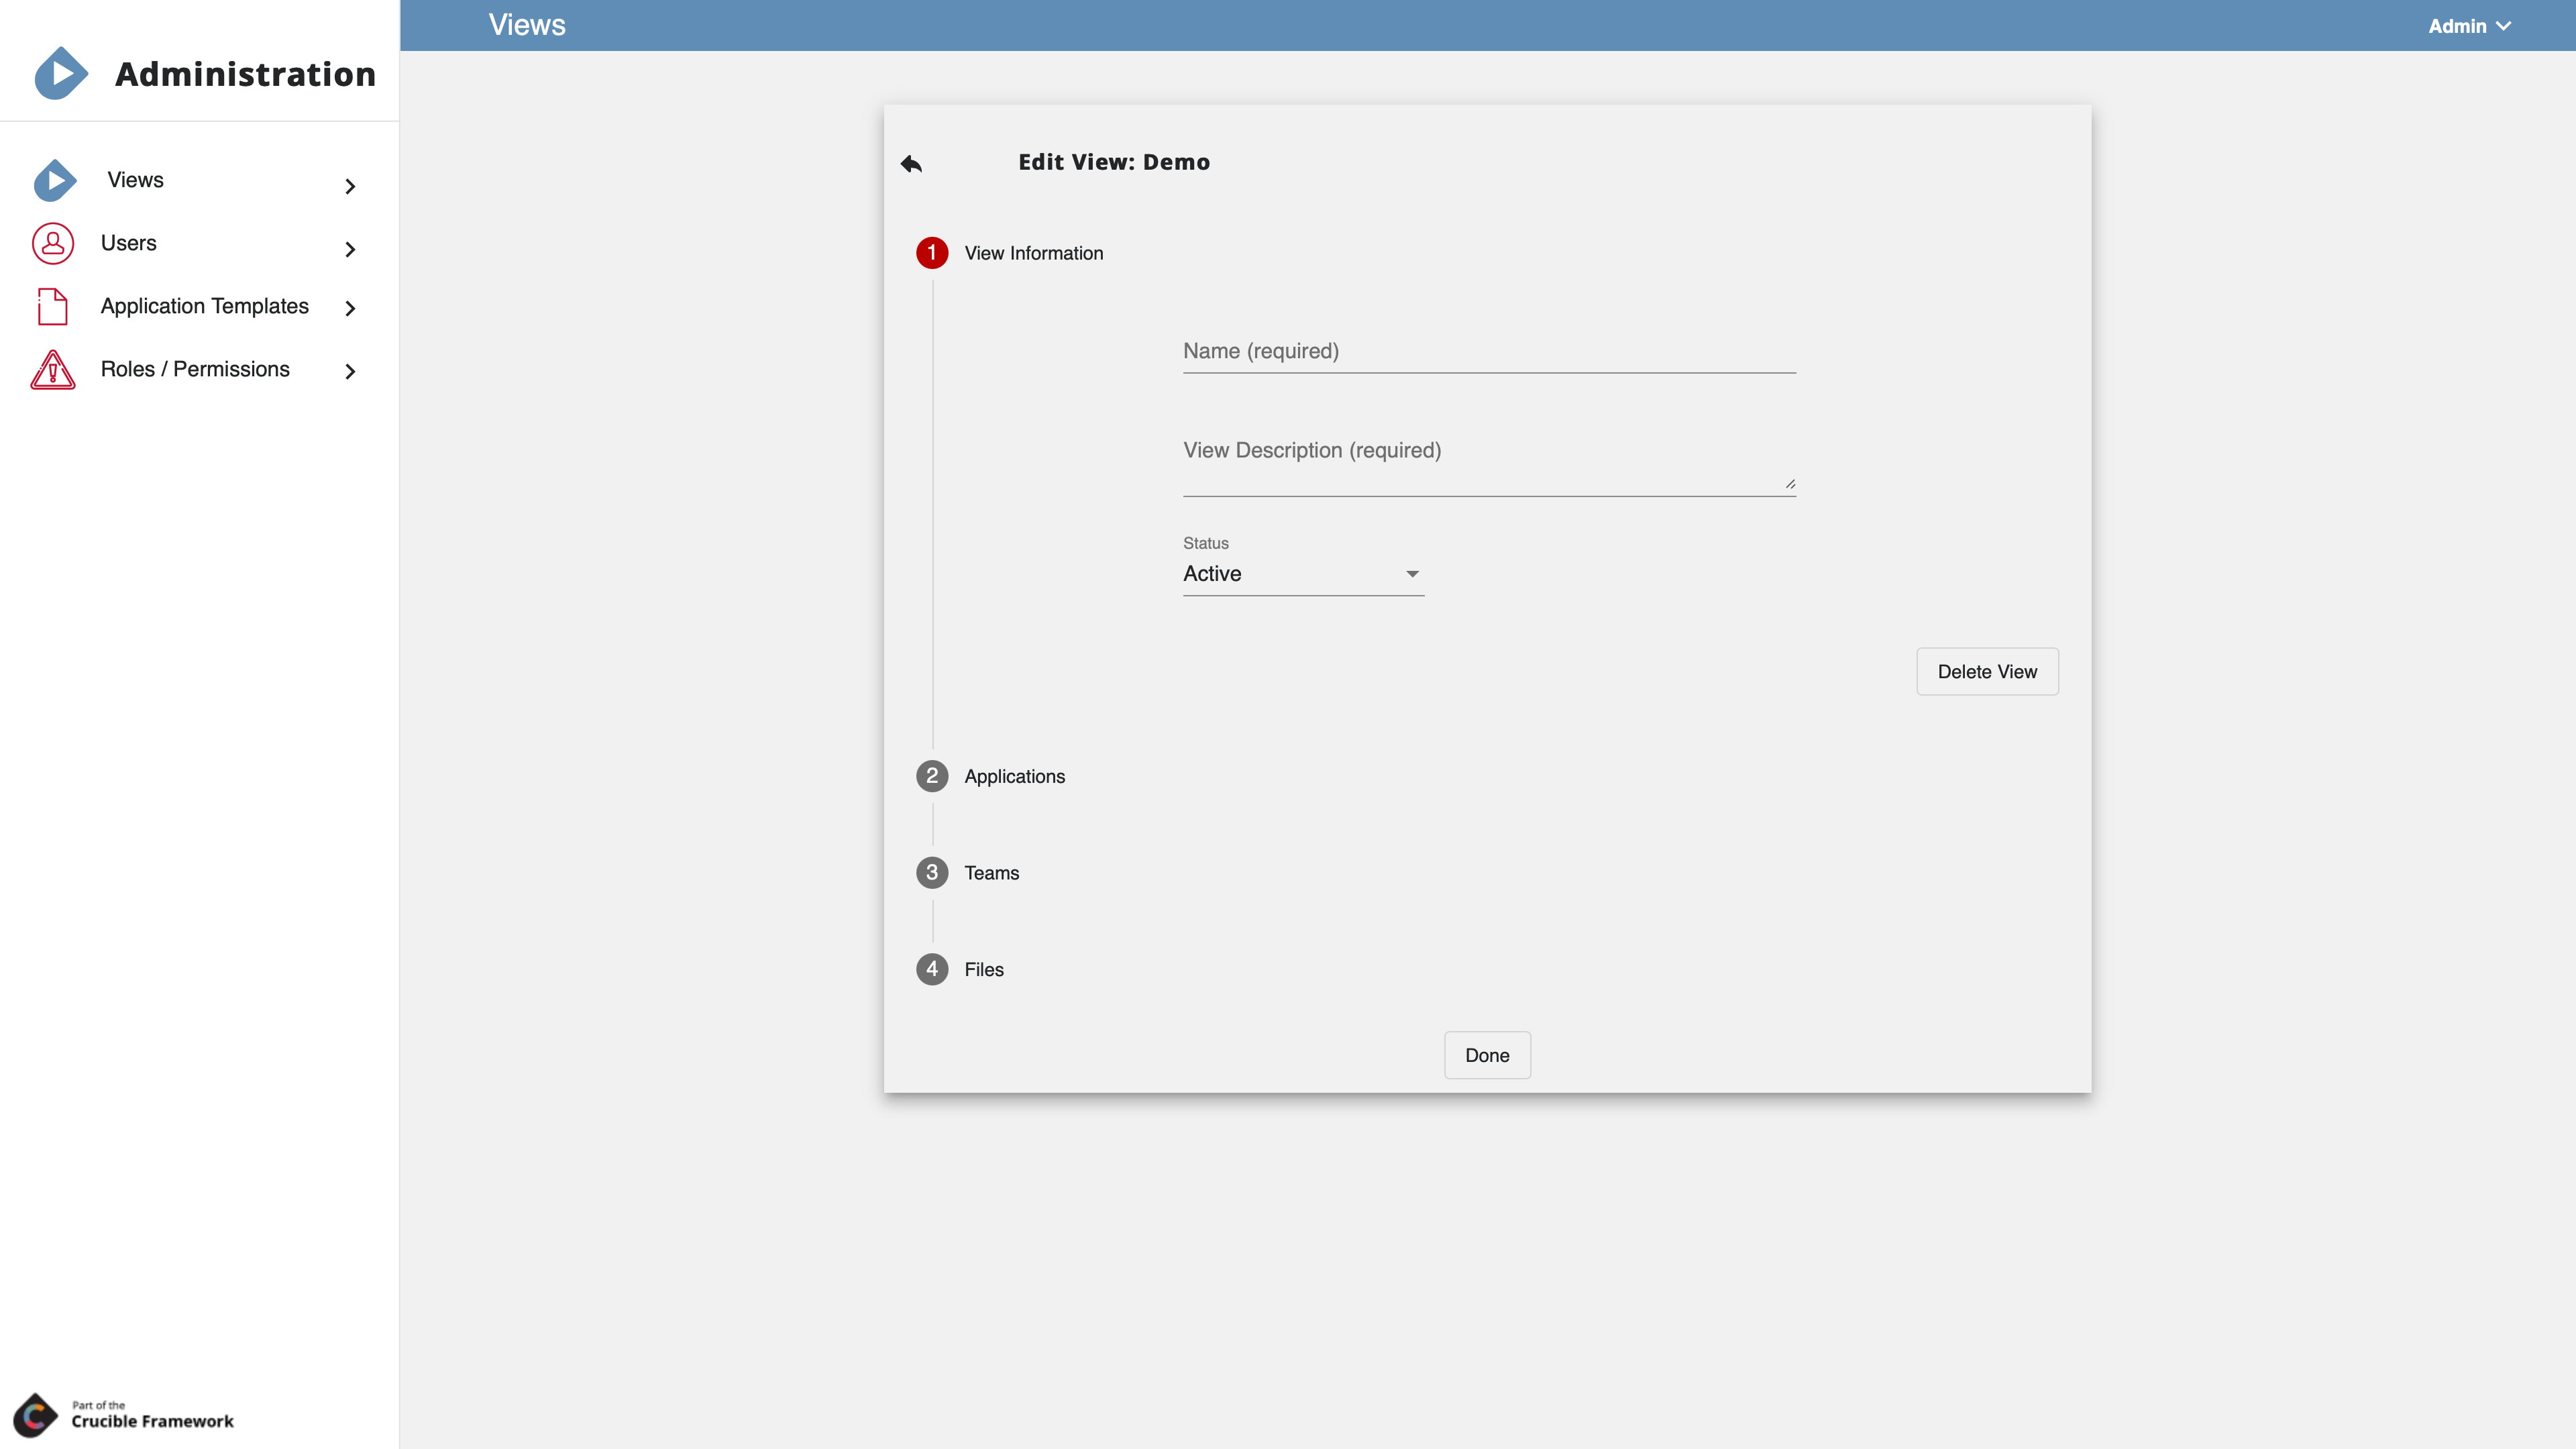 Administration
Views
Users
Application Templates
Roles / Permissions
Part of the
Crucible Framework
Views
Admin
Edit View: Demo
1 View Information
Name (required)
View Description (required)
Status
Active
Delete View
2 Applications
3 Teams
4 Files
Done